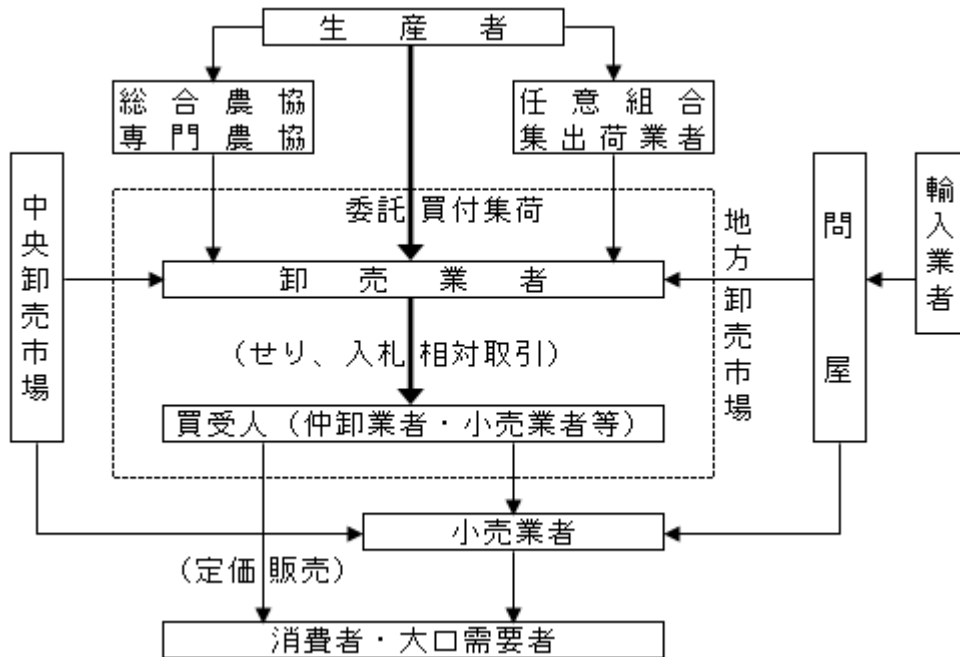 生産者
総合農協
専門農協
任意組合
集出荷業者
中央卸売市場
委託買付集荷
地方卸売市場
問屋
輸入業者
卸売業者
(せり、入札相対取引)
買受人(仲卸業者・小売業者等)
小売業者
(定価販売)
消費者・大口需要者